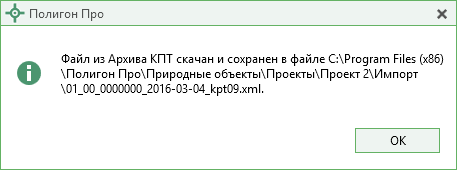 Полигон Про
Файл из Архива КПТ скачан и сохранен в файле C:\Program Files (x86)
\Полигон Про\Природные объекты\Проекты\Проект 2\Импорт
\01_00_0000000_2016-03-04_kpt09.xml.
ОК